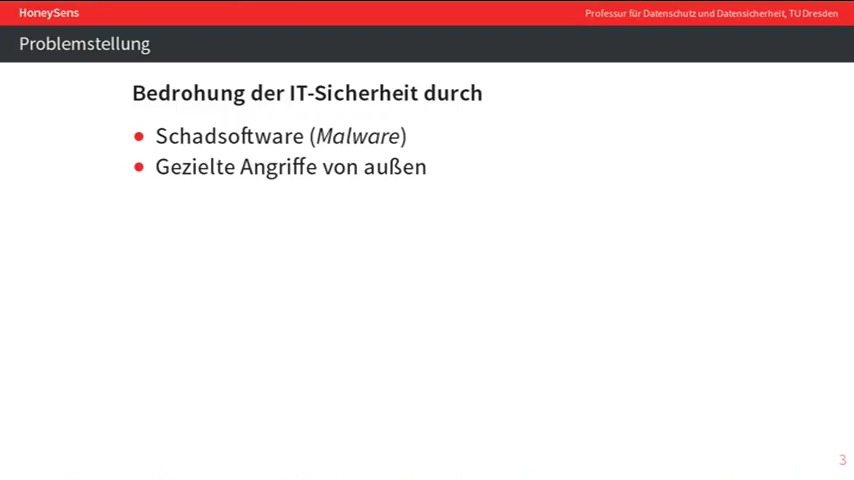 HoneySens
Professur für Datenschutz und Datensicherheit, TU Dresden
Problemstellung
Bedrohung der IT-Sicherheit durch
• Schadsoftware (Malware)
• Gezielte Angriffe von außen
3